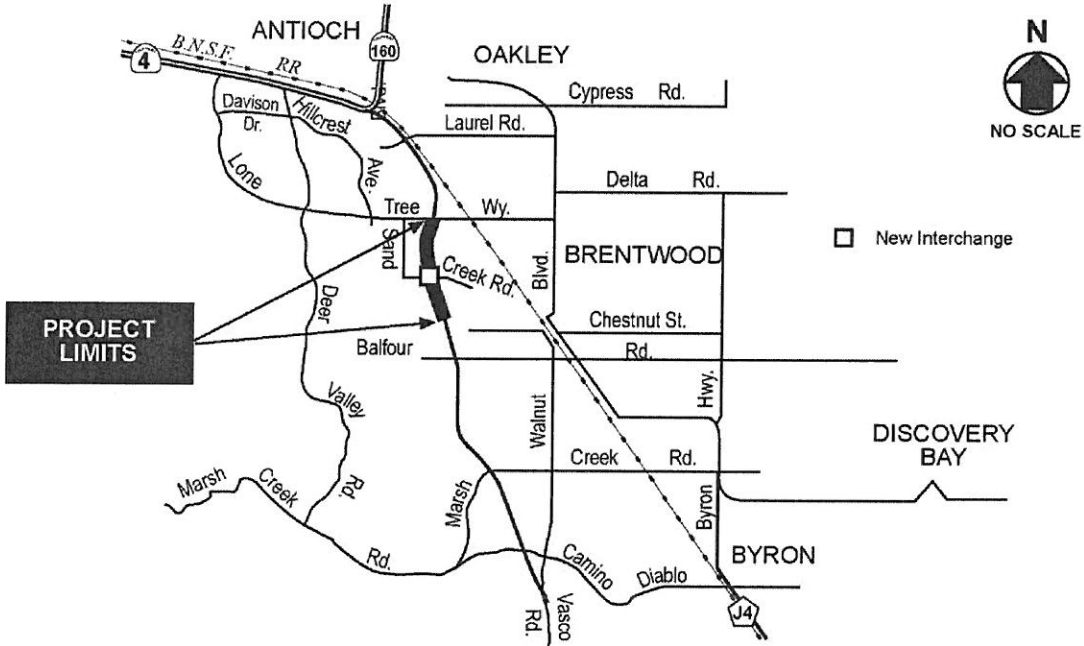 ANTIOCH
160
4
B.N.S.F. RR
OAKLEY
N
NO SCALE
Cypress Rd.
Davison
Dr.
Hillcrest
Ave.
Laurel Rd.
Lone
Tree Wy.
Delta Rd.
Sand
Creek Rd.
Blvd.
BRENTWOOD
New Interchange
Deer
Valley
Rd.
PROJECT
LIMITS
Chestnut St.
Balfour Rd.
Walnut
Hwy.
Byron
DISCOVERY
BAY
Marsh
Creek Rd.
Marsh
Creek
Rd.
Camino
Diablo
BYRON
Vasco
Rd.
J4